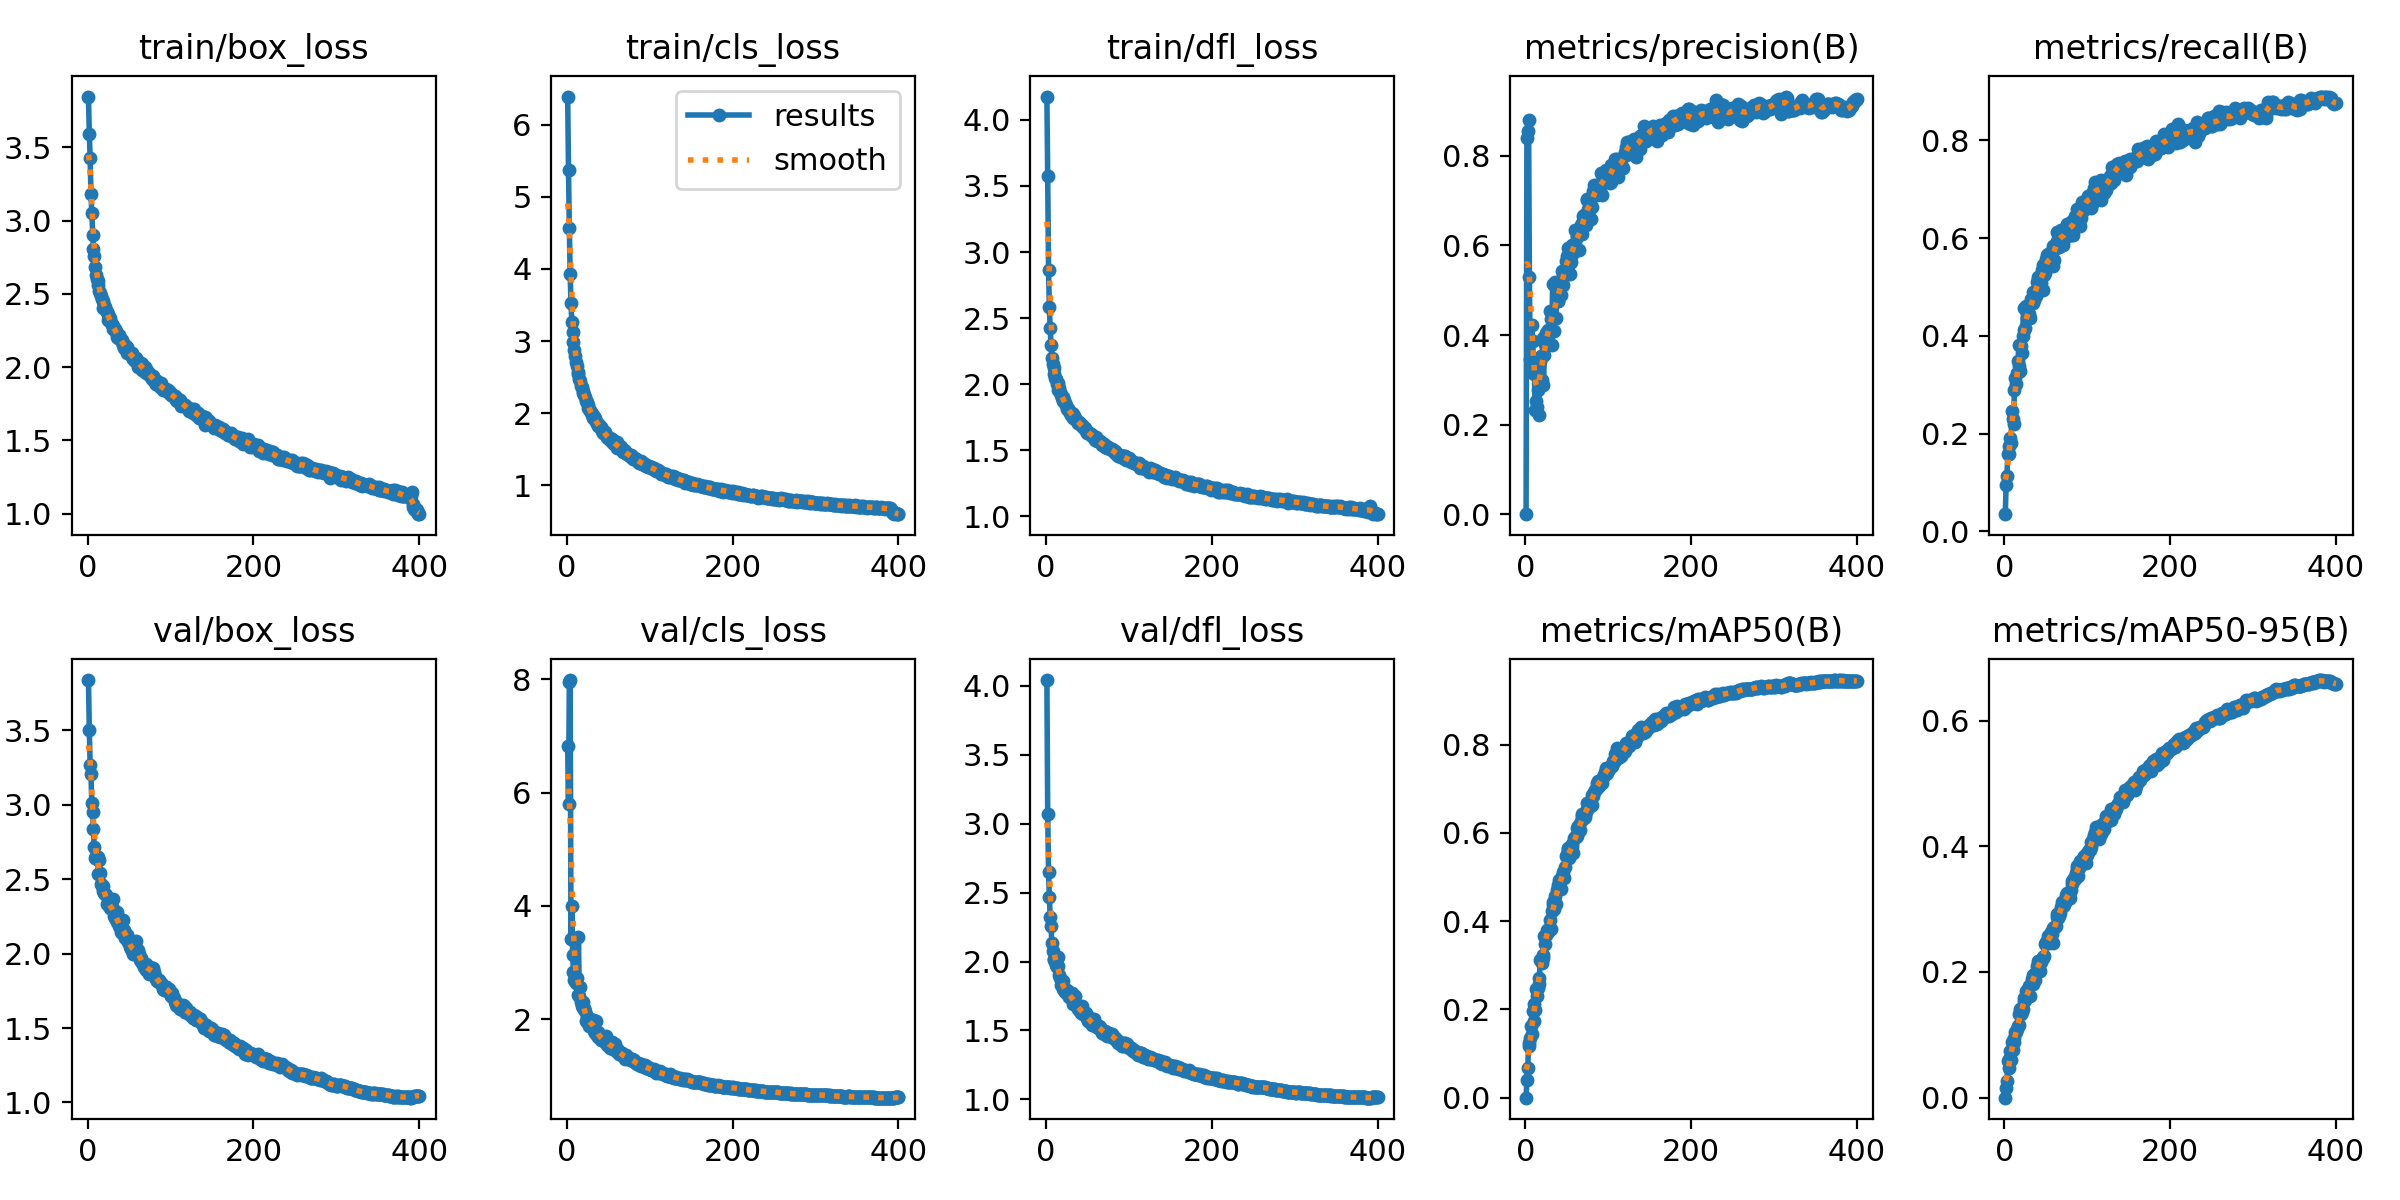 train/box_loss
3.5
3.0
2.5
2.0
1.5
1.0
0 200 400
train/cls_loss
results
smooth
6
5
4
3
2
1
0 200 400
train/dfl_loss
4.0
3.5
3.0
2.5
2.0
1.5
1.0
0 200 400
metrics/precision(B)
0.8
0.6
0.4
0.2
0.0
0 200 400
metrics/recall(B)
0.8
0.6
0.4
0.2
0.0
0 200 400
val/box_loss
3.5
3.0
2.5
2.0
1.5
1.0
0 200 400
val/cls_loss
8
6
4
2
0 200 400
val/dfl_loss
4.0
3.5
3.0
2.5
2.0
1.5
1.0
0 200 400
metrics/mAP50(B)
0.8
0.6
0.4
0.2
0.0
0 200 400
metrics/mAP50-95(B)
0.6
0.4
0.2
0.0
0 200 400